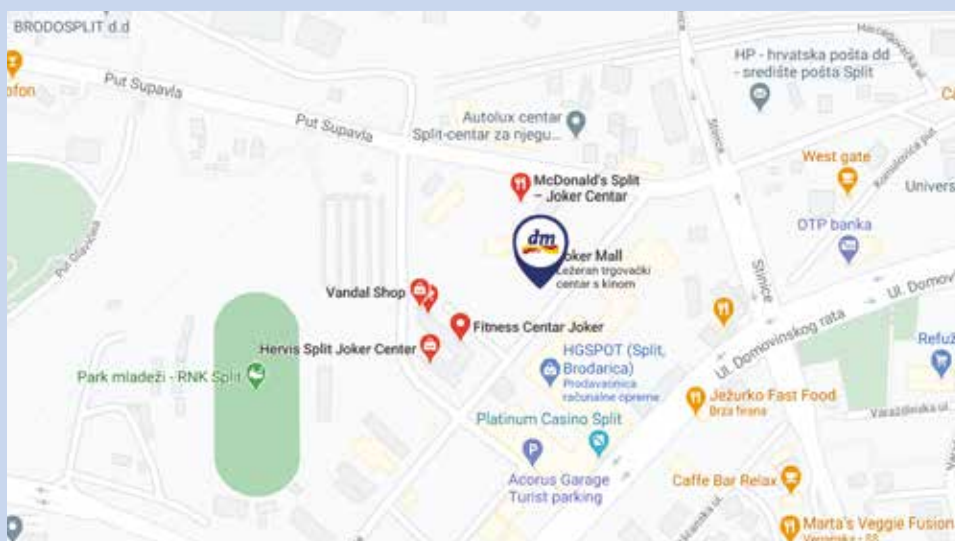 BRODOSPLIT d.d
ofon
Put Supavla
Put Supavla
Autolux centar
Split-centar za njegu...
HP - hrvatska pošta dd
- središte pošta Split
Hercegovačka ul.
Stinice
West gate
Univers
OTP banka
McDonald's Split
– Joker Centar
dm
oker Mall
Ležeran trgovački
centar s kinom
Stinice
Vandal Shop
Fitness Centar Joker
Hervis Split Joker Center
Park mladeži - RNK Split
HGSPOT (Split,
Brodarica)
Prodavaonica
računalne opreme
Ul. Domovinskog rata
Ul. Domovi
Refuž
Ježurko Fast Food
Brza hrana
Varaždinska ul.
Platinum Casino Split
Acorus Garage
Turist parking
Caffe Bar Relax
Marta's Veggie Fusion